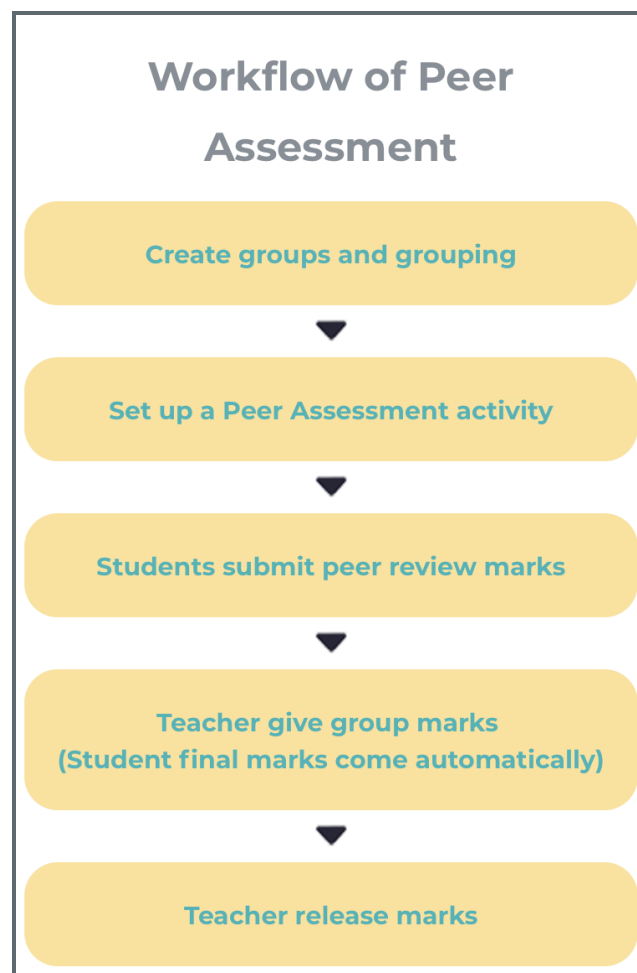 Workflow of Peer
Assessment
Create groups and grouping
Set up a Peer Assessment activity
Students submit peer review marks
Teacher give group marks
(Student final marks come automatically)
Teacher release marks